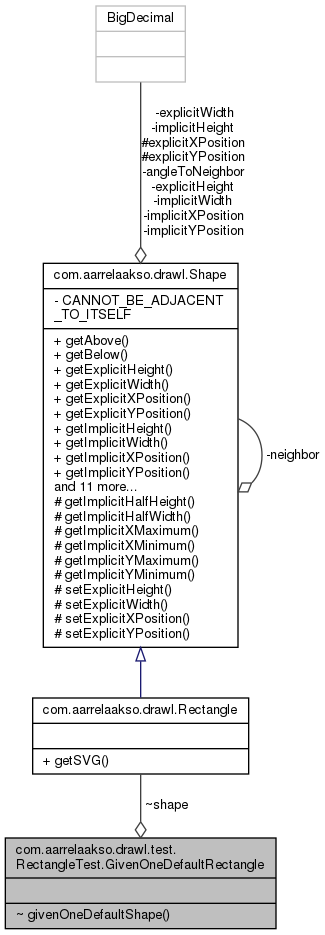 BigDecimal
-explicitWidth
-implicitHeight
#explicitXPosition
#explicitYPosition
-angleToNeighbor
-explicitHeight
-implicitWidth
-implicitXPosition
-implicitYPosition
com.aarrelaakso.drawl.Shape
- CANNOT_BE_ADJACENT
_TO_ITSELF
+ getAbove()
+ getBelow()
+ getExplicitHeight()
+ getExplicitWidth()
+ getExplicitXPosition()
+ getExplicitYPosition()
+ getImplicitHeight()
+ getImplicitWidth()
+ getImplicitXPosition()
+ getImplicitYPosition()
and 11 more...
# getImplicitHalfHeight()
# getImplicitHalfWidth()
# getImplicitXMaximum()
# getImplicitXMinimum()
# getImplicitYMaximum()
# getImplicitYMinimum()
# setExplicitHeight()
# setExplicitWidth()
# setExplicitXPosition()
# setExplicitYPosition()
-neighbor
com.aarrelaakso.drawl.Rectangle
+ getSVG()
~shape
com.aarrelaakso.drawl.test.
RectangleTest.GivenOneDefaultRectangle
~ givenOneDefaultShape()